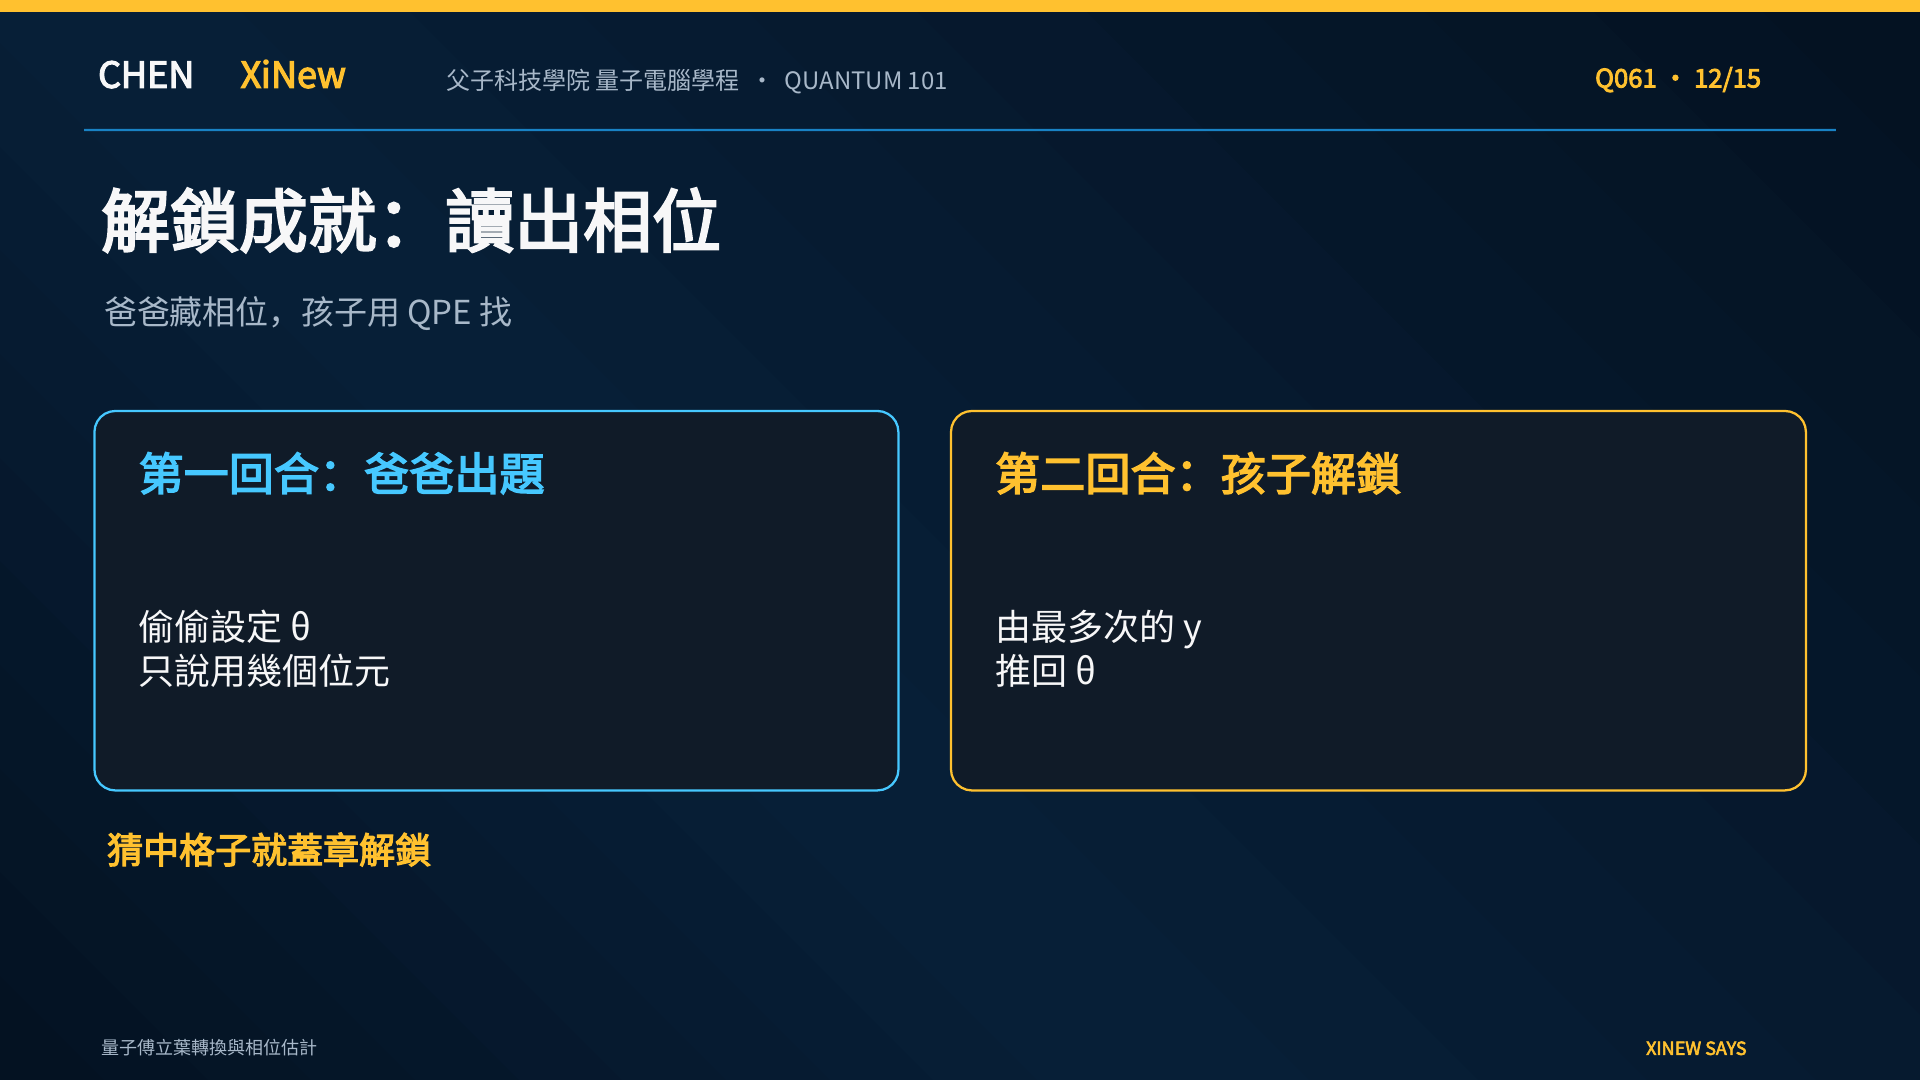 CHEN XiNew 父子科技學院 量子電腦學程 · QUANTUM 101 Q061 · 12/15
解鎖成就：讀出相位
爸爸藏相位，孩子用 QPE 找
第一回合：爸爸出題
偷偷設定 θ
只說用幾個位元
第二回合：孩子解鎖
由最多次的 y
推回 θ
猜中格子就蓋章解鎖
量子傅立葉轉換與相位估計 XINEW SAYS